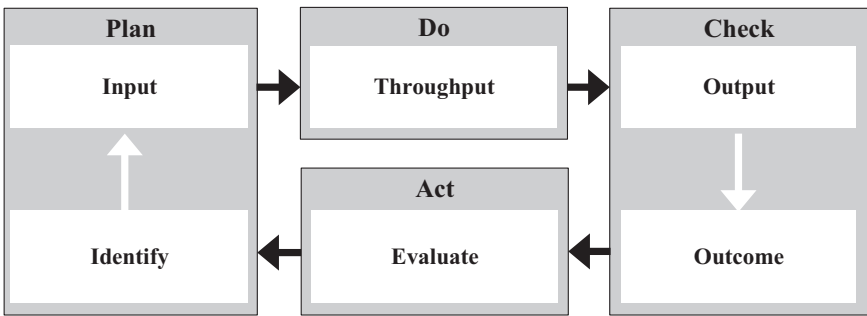 Plan
Input
Identify
Do
Throughput
Act
Evaluate
Check
Output
Outcome